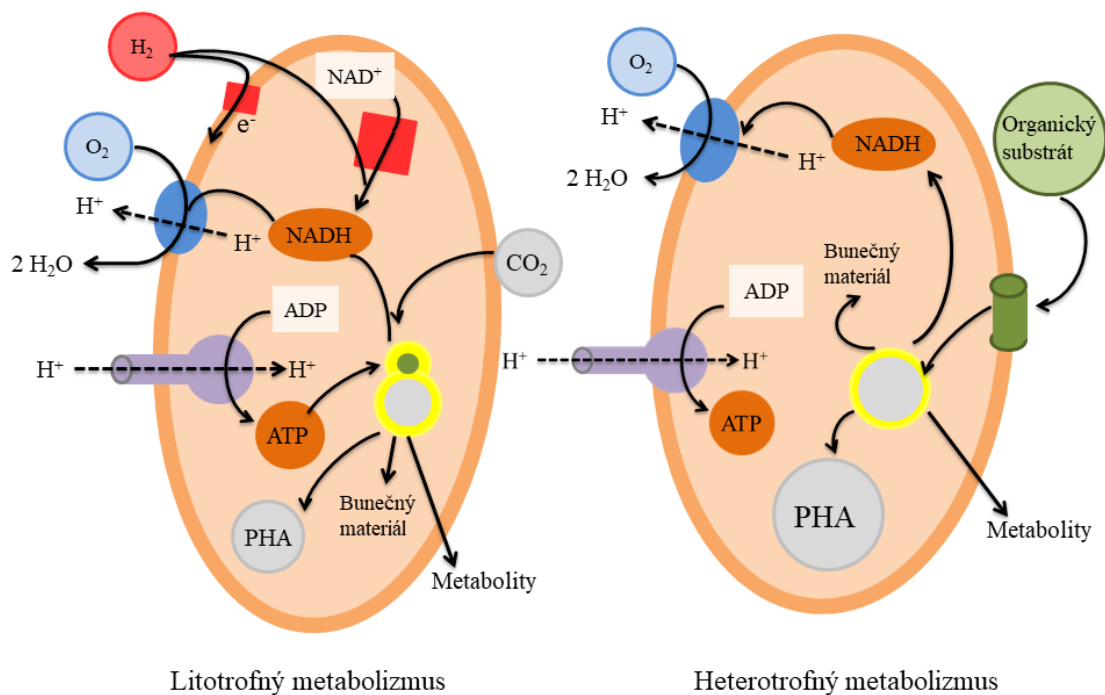 H₂
NAD⁺
e⁻
O₂
H⁺
H⁺
NADH
2 H₂O
CO₂
ADP
H⁺
H⁺
ATP
PHA
Bunečný
materiál
Metabolity
Litotrofný metabolizmus
O₂
H⁺
H⁺
NADH
2 H₂O
Organický
substrát
Bunečný
materiál
ADP
H⁺
H⁺
ATP
PHA
Metabolity
Heterotrofný metabolizmus